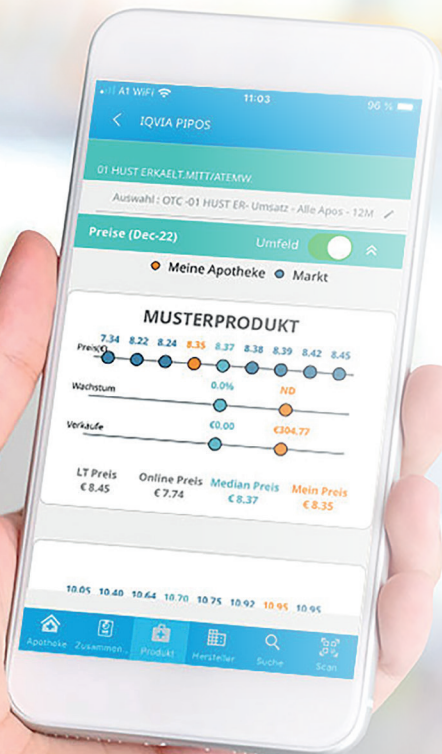 A1 WiFi 11:03 96 %
IQVIA PIPOS
01 HUST ERKAELT.MITT/ATEMW.
Auswahl : OTC -01 HUST ER- Umsatz - Alle Apos - 12M
Preise (Dec-22) Umfeld
Meine Apotheke Markt
MUSTERPRODUKT
7.34 8.22 8.24 8.35 8.37 8.38 8.39 8.42 8.45
Preis(€)
0.0% ND
Wachstum
€0.00 €304.77
Verkäufe
LT Preis Online Preis Median Preis Mein Preis
€ 8.45 € 7.74 € 8.37 € 8.35
10.05 10.40 10.64 10.70 10.75 10.92 10.95 10.95
Apotheke Zusammen... Produkt Hersteller Suche Scan